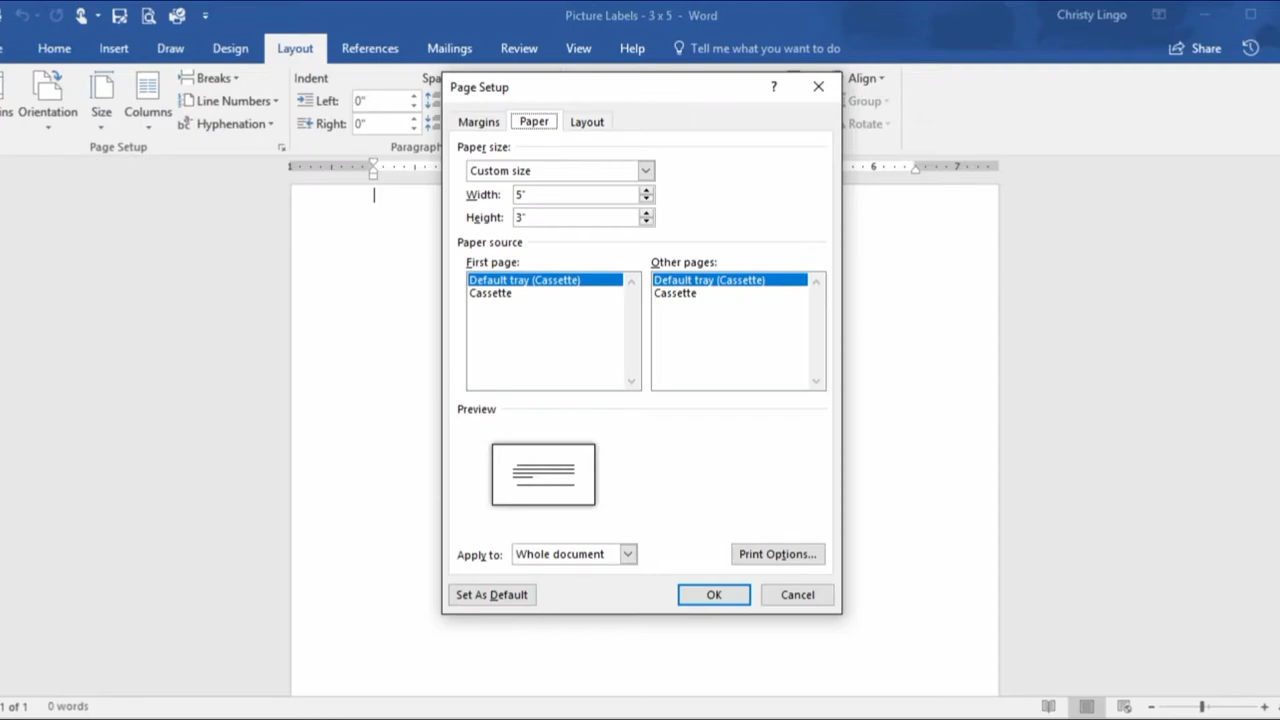 Picture Labels - 3 x 5 - Word
Christy Lingo
Home Insert Draw Design Layout References Mailings Review View Help Tell me what you want to do Share
Breaks Indent Align
Orientation Size Columns Line Numbers Left: 0" Group
Hyphenation Right: 0" Rotate
Page Setup
Page Setup ?
Margins Paper Layout
Paper size:
Custom size
Width: 5"
Height: 3"
Paper source
First page: Other pages:
Default tray (Cassette) Default tray (Cassette)
Cassette Cassette
Preview
Apply to: Whole document Print Options...
Set As Default OK Cancel
1 6 7
1 of 1 0 words